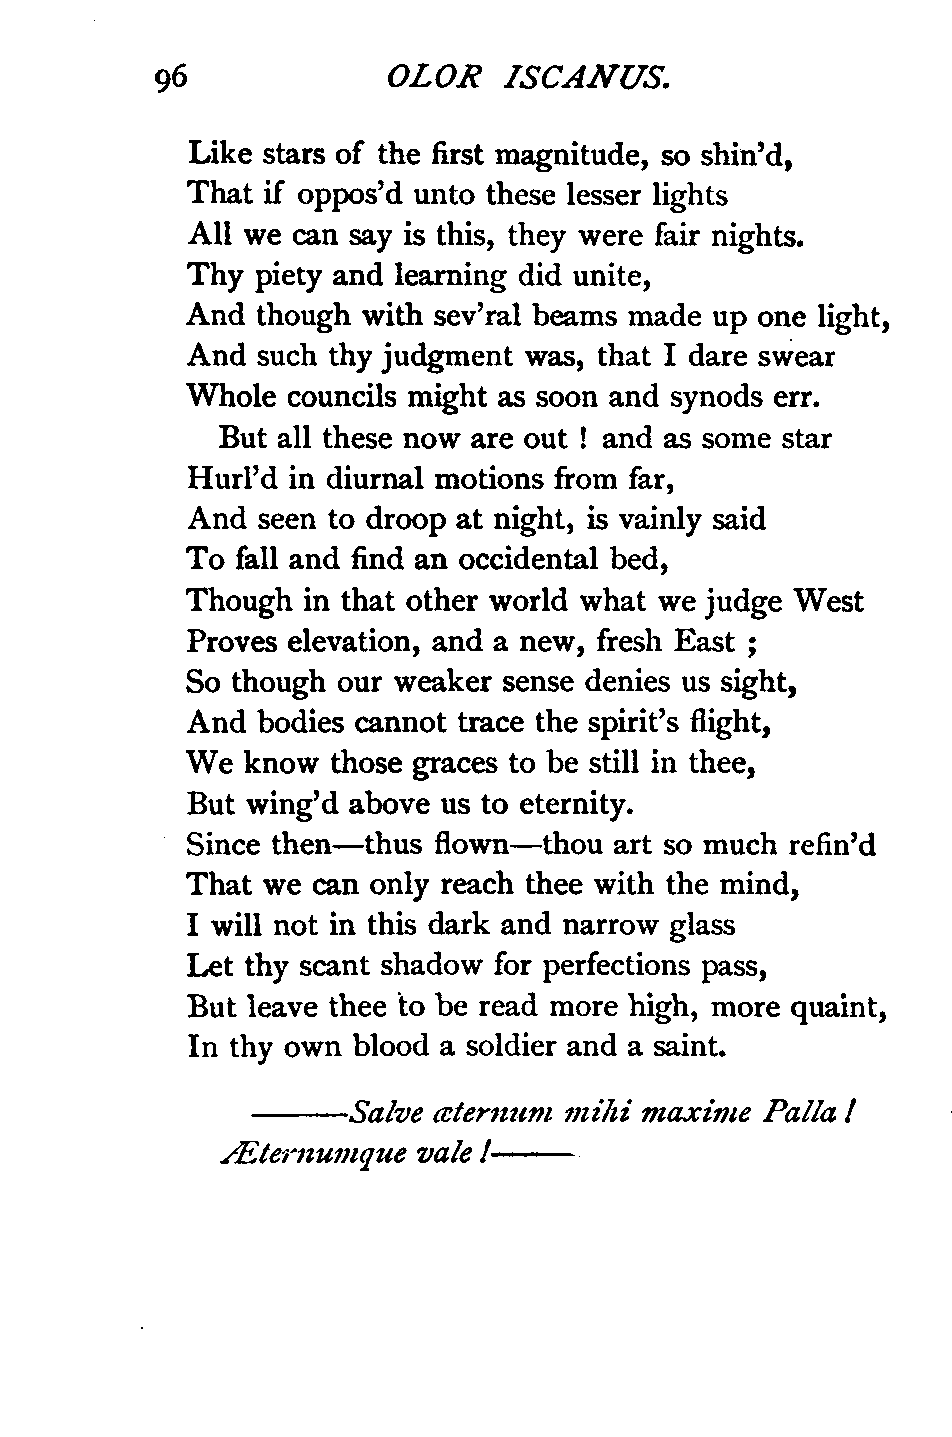 96 OLOR ISCANUS.
Like stars of the first magnitude, so shin'd,
That if oppos'd unto these lesser lights
All we can say is this, they were fair nights.
Thy piety and learning did unite,
And though with sev'ral beams made up one light,
And such thy judgment was, that I dare swear
Whole councils might as soon and synods err.
But all these now are out ! and as some star
Hurl'd in diurnal motions from far,
And seen to droop at night, is vainly said
To fall and find an occidental bed,
Though in that other world what we judge West
Proves elevation, and a new, fresh East ;
So though our weaker sense denies us sight,
And bodies cannot trace the spirit's flight,
We know those graces to be still in thee,
But wing'd above us to eternity.
Since then—thus flown—thou art so much refin'd
That we can only reach thee with the mind,
I will not in this dark and narrow glass
Let thy scant shadow for perfections pass,
But leave thee to be read more high, more quaint,
In thy own blood a soldier and a saint.
———Salve æternum mihi maxime Palla !
Æternumque vale !———